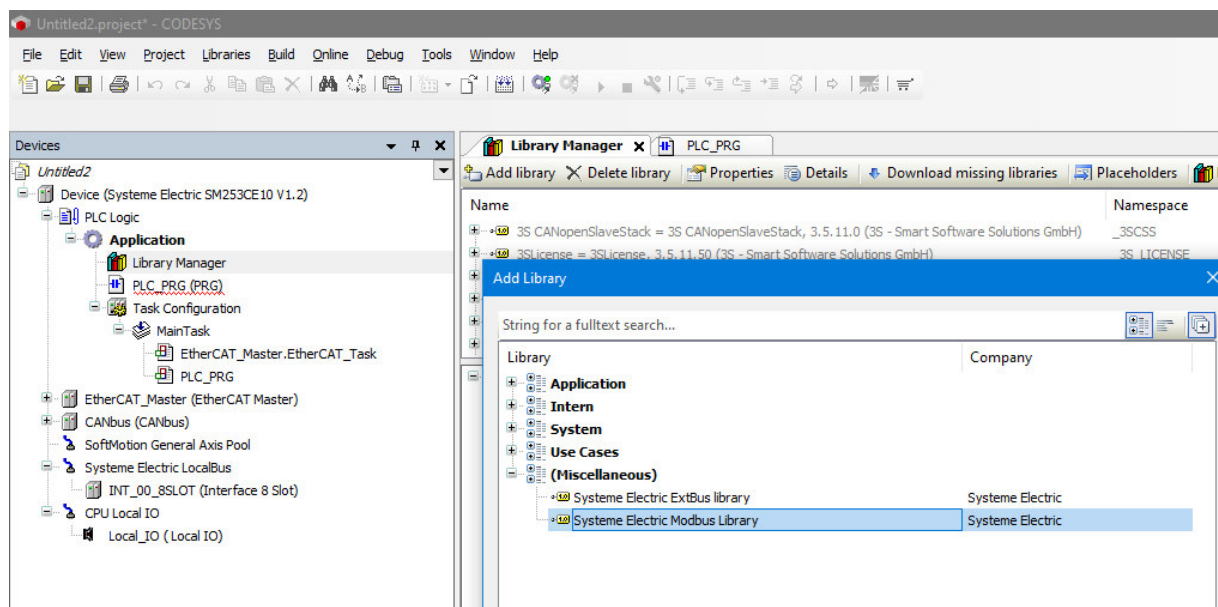 Untitled2.project* - CODESYS
File Edit View Project Libraries Build Online Debug Tools Window Help
Devices
Untitled2
Device (Systeme Electric SM253CE10 V1.2)
PLC Logic
Application
Library Manager
PLC_PRG (PRG)
Task Configuration
MainTask
EtherCAT_Master.EtherCAT_Task
PLC_PRG
EtherCAT_Master (EtherCAT Master)
CANbus (CANbus)
SoftMotion General Axis Pool
Systeme Electric LocalBus
INT_00_8SLOT (Interface 8 Slot)
CPU Local IO
Local_IO (Local IO)
Library Manager PLC_PRG
Add library Delete library Properties Details Download missing libraries Placeholders
Name Namespace
3S CANopenSlaveStack = 3S CANopenSlaveStack, 3.5.11.0 (3S - Smart Software Solutions GmbH) _3SCSS
3SLicense = 3SLicense, 3.5.11.50 (3S - Smart Software Solutions GmbH) _3S_LICENSE
Add Library
String for a fulltext search...
Library Company
Application
Intern
System
Use Cases
(Miscellaneous)
Systeme Electric ExtBus library Systeme Electric
Systeme Electric Modbus Library Systeme Electric